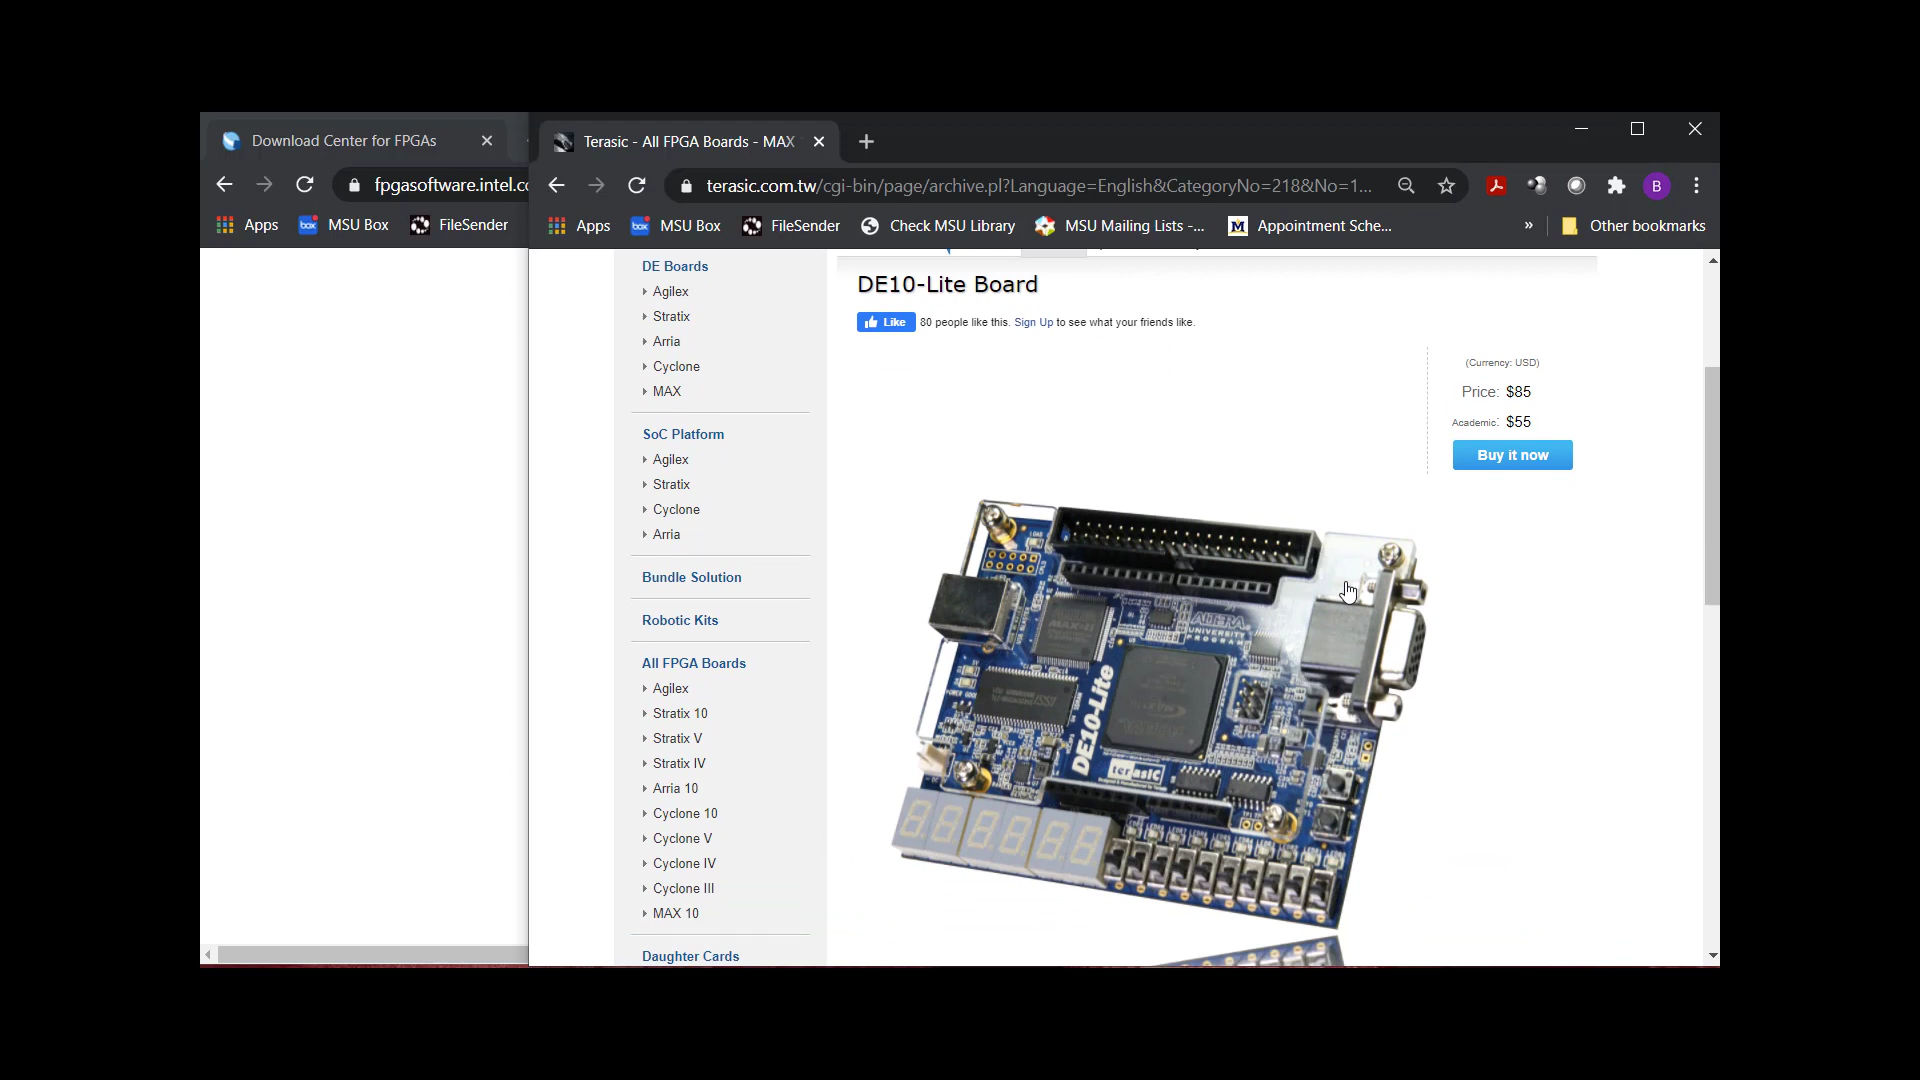 Download Center for FPGAs
fpgasoftware.intel.co
Apps
MSU Box
FileSender
Terasic - All FPGA Boards - MAX
terasic.com.tw/cgi-bin/page/archive.pl?Language=English&CategoryNo=218&No=1...
B
Apps
MSU Box
FileSender
Check MSU Library
MSU Mailing Lists -...
Appointment Sche...
»
Other bookmarks
DE Boards
Agilex
Stratix
Arria
Cyclone
MAX
SoC Platform
Agilex
Stratix
Cyclone
Arria
Bundle Solution
Robotic Kits
All FPGA Boards
Agilex
Stratix 10
Stratix V
Stratix IV
Arria 10
Cyclone 10
Cyclone V
Cyclone IV
Cyclone III
MAX 10
Daughter Cards
DE10-Lite Board
Like
80 people like this. Sign Up to see what your friends like.
(Currency: USD)
Price: $85
Academic: $55
Buy it now
ALTERA
UNIVERSITY
PROGRAM
DE10-Lite
terasic